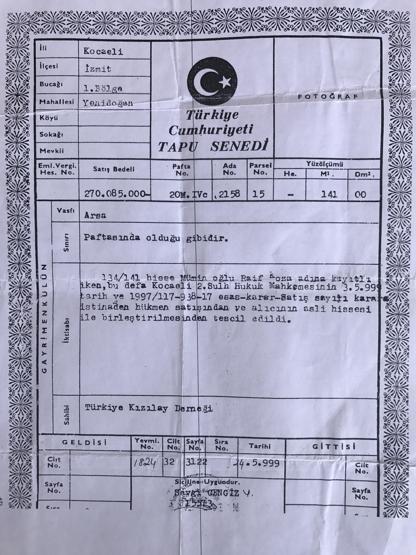 İli Kocaeli
İlçesi İzmit
Bucağı 1.Bölge
Mahallesi Yenidoğan
Köyü
Sokağı
Mevkii
Türkiye
Cumhuriyeti
TAPU SENEDİ
FOTOĞRAF
Eml.Vergi. Hes. No. Satış Bedeli Pafta No. Ada No. Parsel No. Yüzölçümü He. M². Dm².
270.085.000- 20M.IVc 2158 15 - 141 00
GAYRİMENKULÜN
Vasfı Arsa
Sınırı Paftasında olduğu gibidir.
İktisabı
134/141 hisse Mümin oğlu Raif adına kayıtlı
iken,bu defa Kocaeli 2.Sulh Hukuk Mahkemesinin 3.5.999
tarih ve 1997/117-938-17 esas-karar-Satış sayılı
istinaden hükmen satışından ve alıcının asli hissesi
ile birleştirilmesinden tescil edildi.
Sahibi Türkiye Kızılay Derneği
GELDİSİ Yevmi. No. Cilt No. Sayfa No. Sıra No. Tarihi GİTTİSİ
Cilt No. 1824 32 3122 24.5.999 Cilt No.
Sayfa No. Siciline Uygundur. Sayfa No.
CENGİZ
Sıra